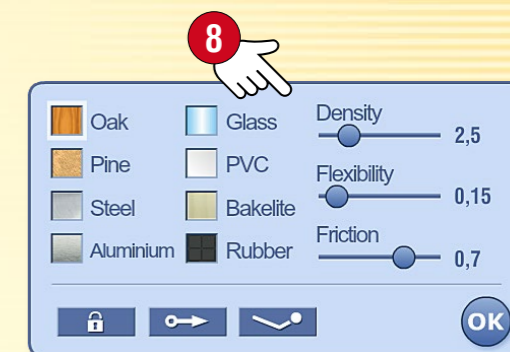 8
Oak
Pine
Steel
Aluminium
Glass
PVC
Bakelite
Rubber
Density
2,5
Flexibility
0,15
Friction
0,7
OK